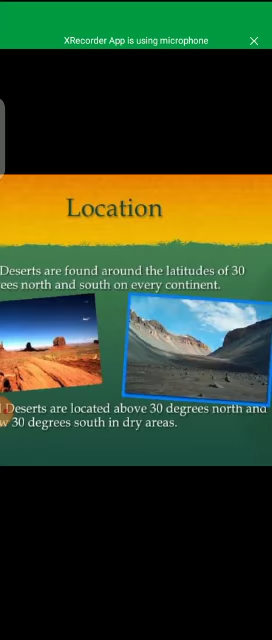 XRecorder App is using microphone
Location
Deserts are found around the latitudes of 30
ees north and south on every continent.
Deserts are located above 30 degrees north and
w 30 degrees south in dry areas.